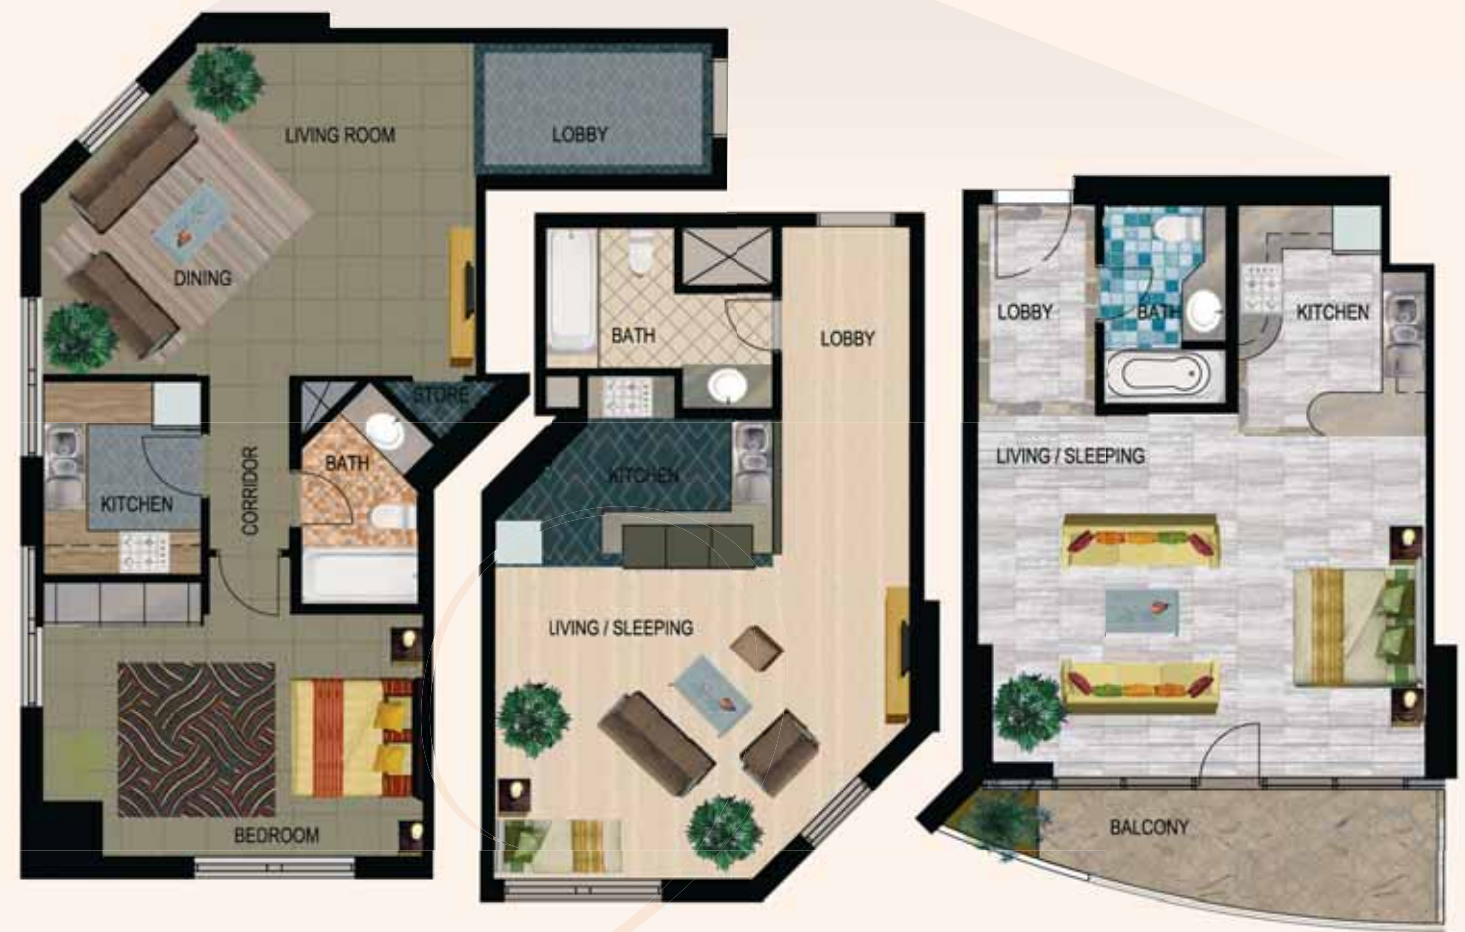 LIVING ROOM
LOBBY
DINING
STORE
CORRIDOR
BATH
KITCHEN
BEDROOM
BATH
LOBBY
KITCHEN
LIVING / SLEEPING
LOBBY
BATH
KITCHEN
LIVING / SLEEPING
BALCONY